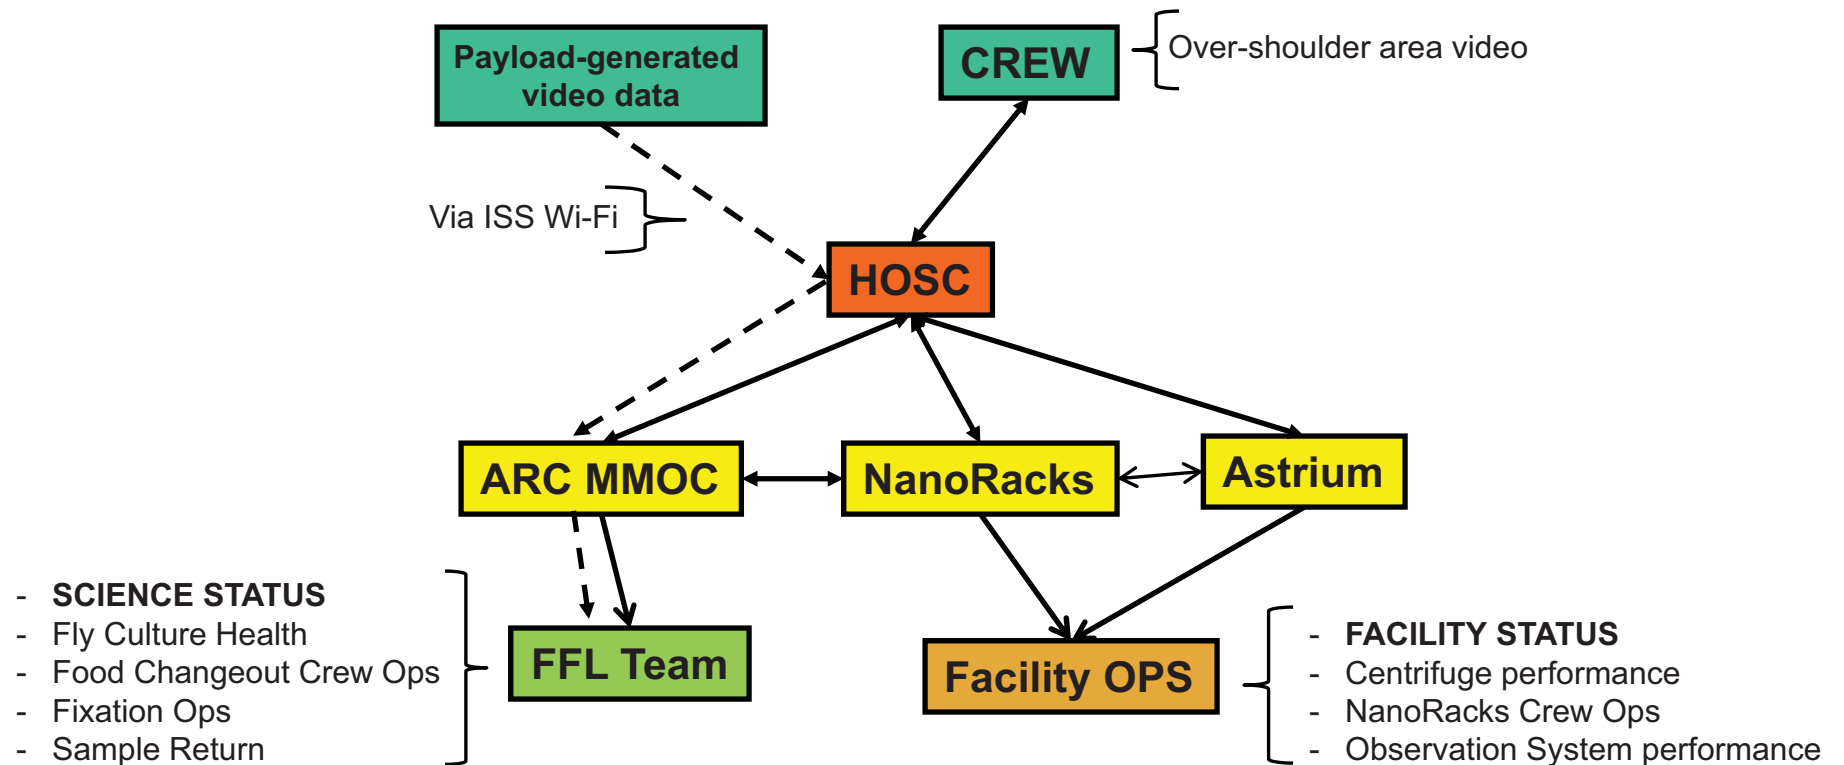 Payload-generated
video data
CREW
Over-shoulder area video
Via ISS Wi-Fi
HOSC
ARC MMOC
NanoRacks
Astrium
- SCIENCE STATUS
- Fly Culture Health
- Food Changeout Crew Ops
- Fixation Ops
- Sample Return
FFL Team
Facility OPS
- FACILITY STATUS
- Centrifuge performance
- NanoRacks Crew Ops
- Observation System performance